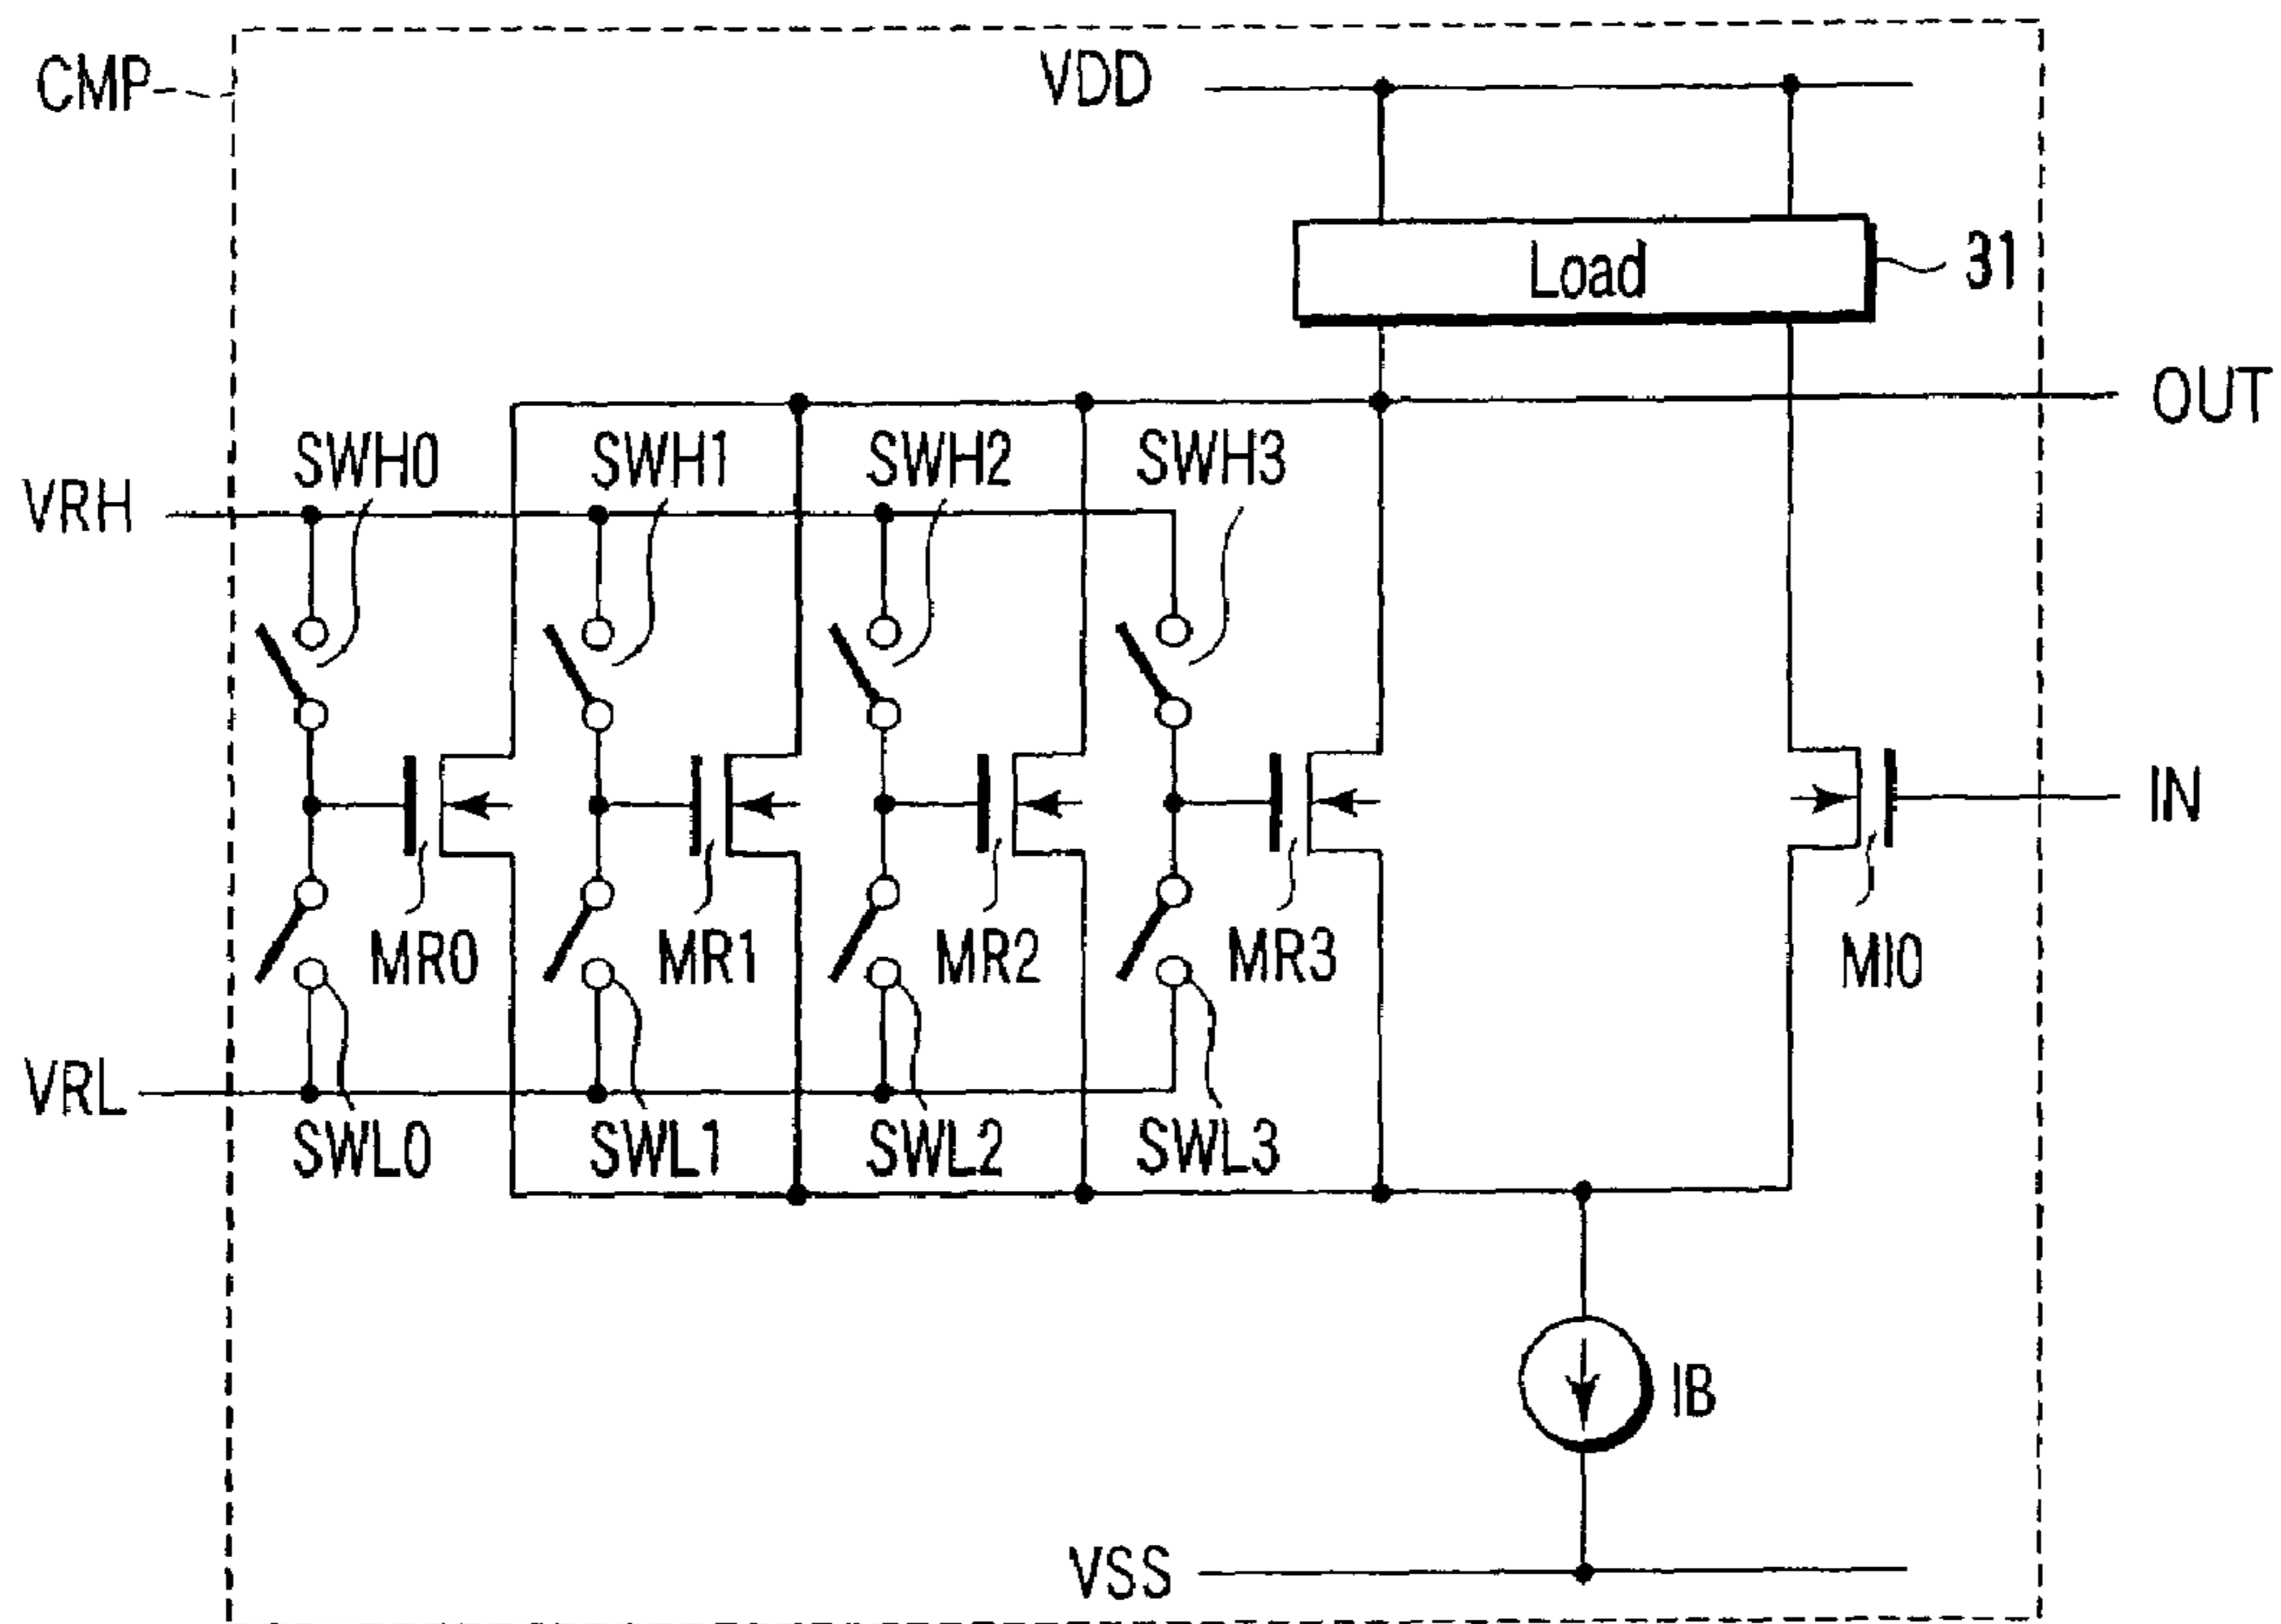 CMP
VDD
Load
31
OUT
SWH0 SWH1 SWH2 SWH3
VRH
IN
MR0 MR1 MR2 MR3 MI0
VRL
SWL0 SWL1 SWL2 SWL3
IB
VSS